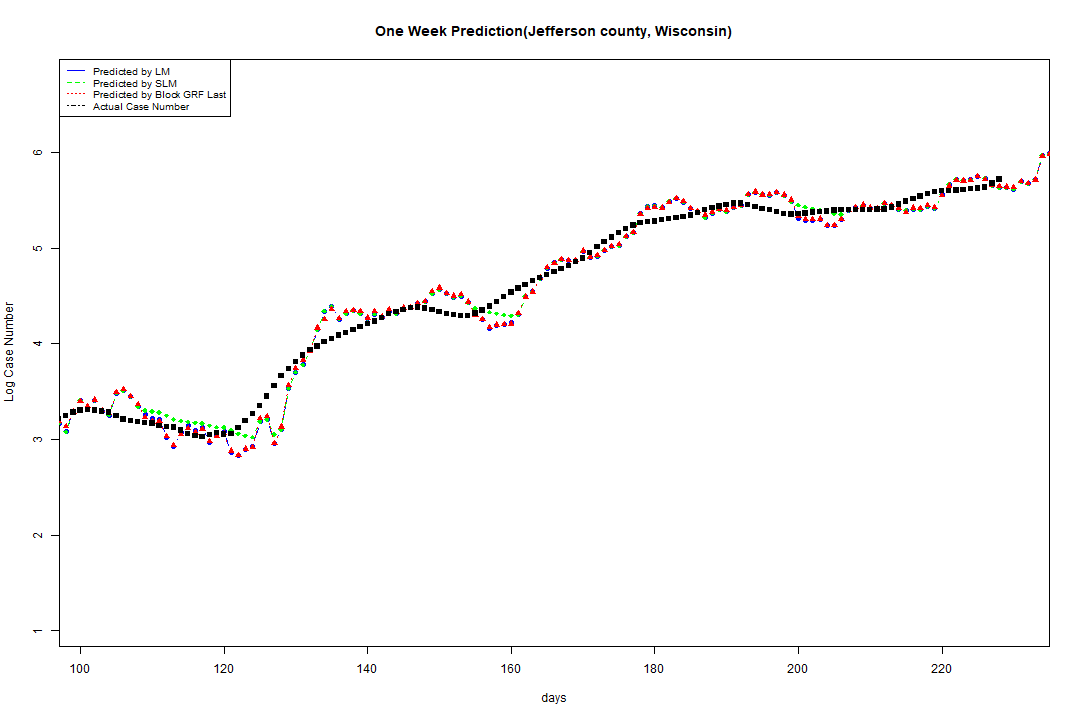 One Week Prediction(Jefferson county, Wisconsin)
Predicted by LM
Predicted by SLM
Predicted by Block GRF Last
Actual Case Number
6
5
4
3
2
1
Log Case Number
100 120 140 160 180 200 220
days